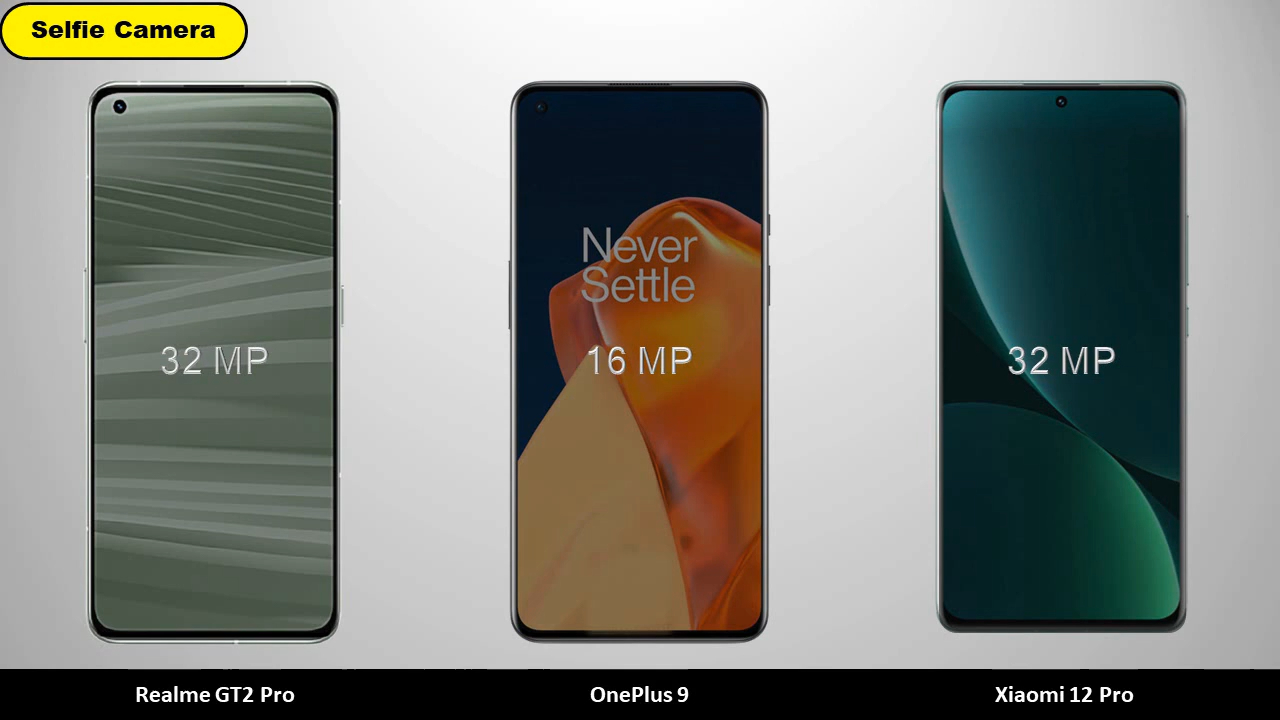 Selfie Camera
Never
Settle
32 MP
16 MP
32 MP
Realme GT2 Pro
OnePlus 9
Xiaomi 12 Pro